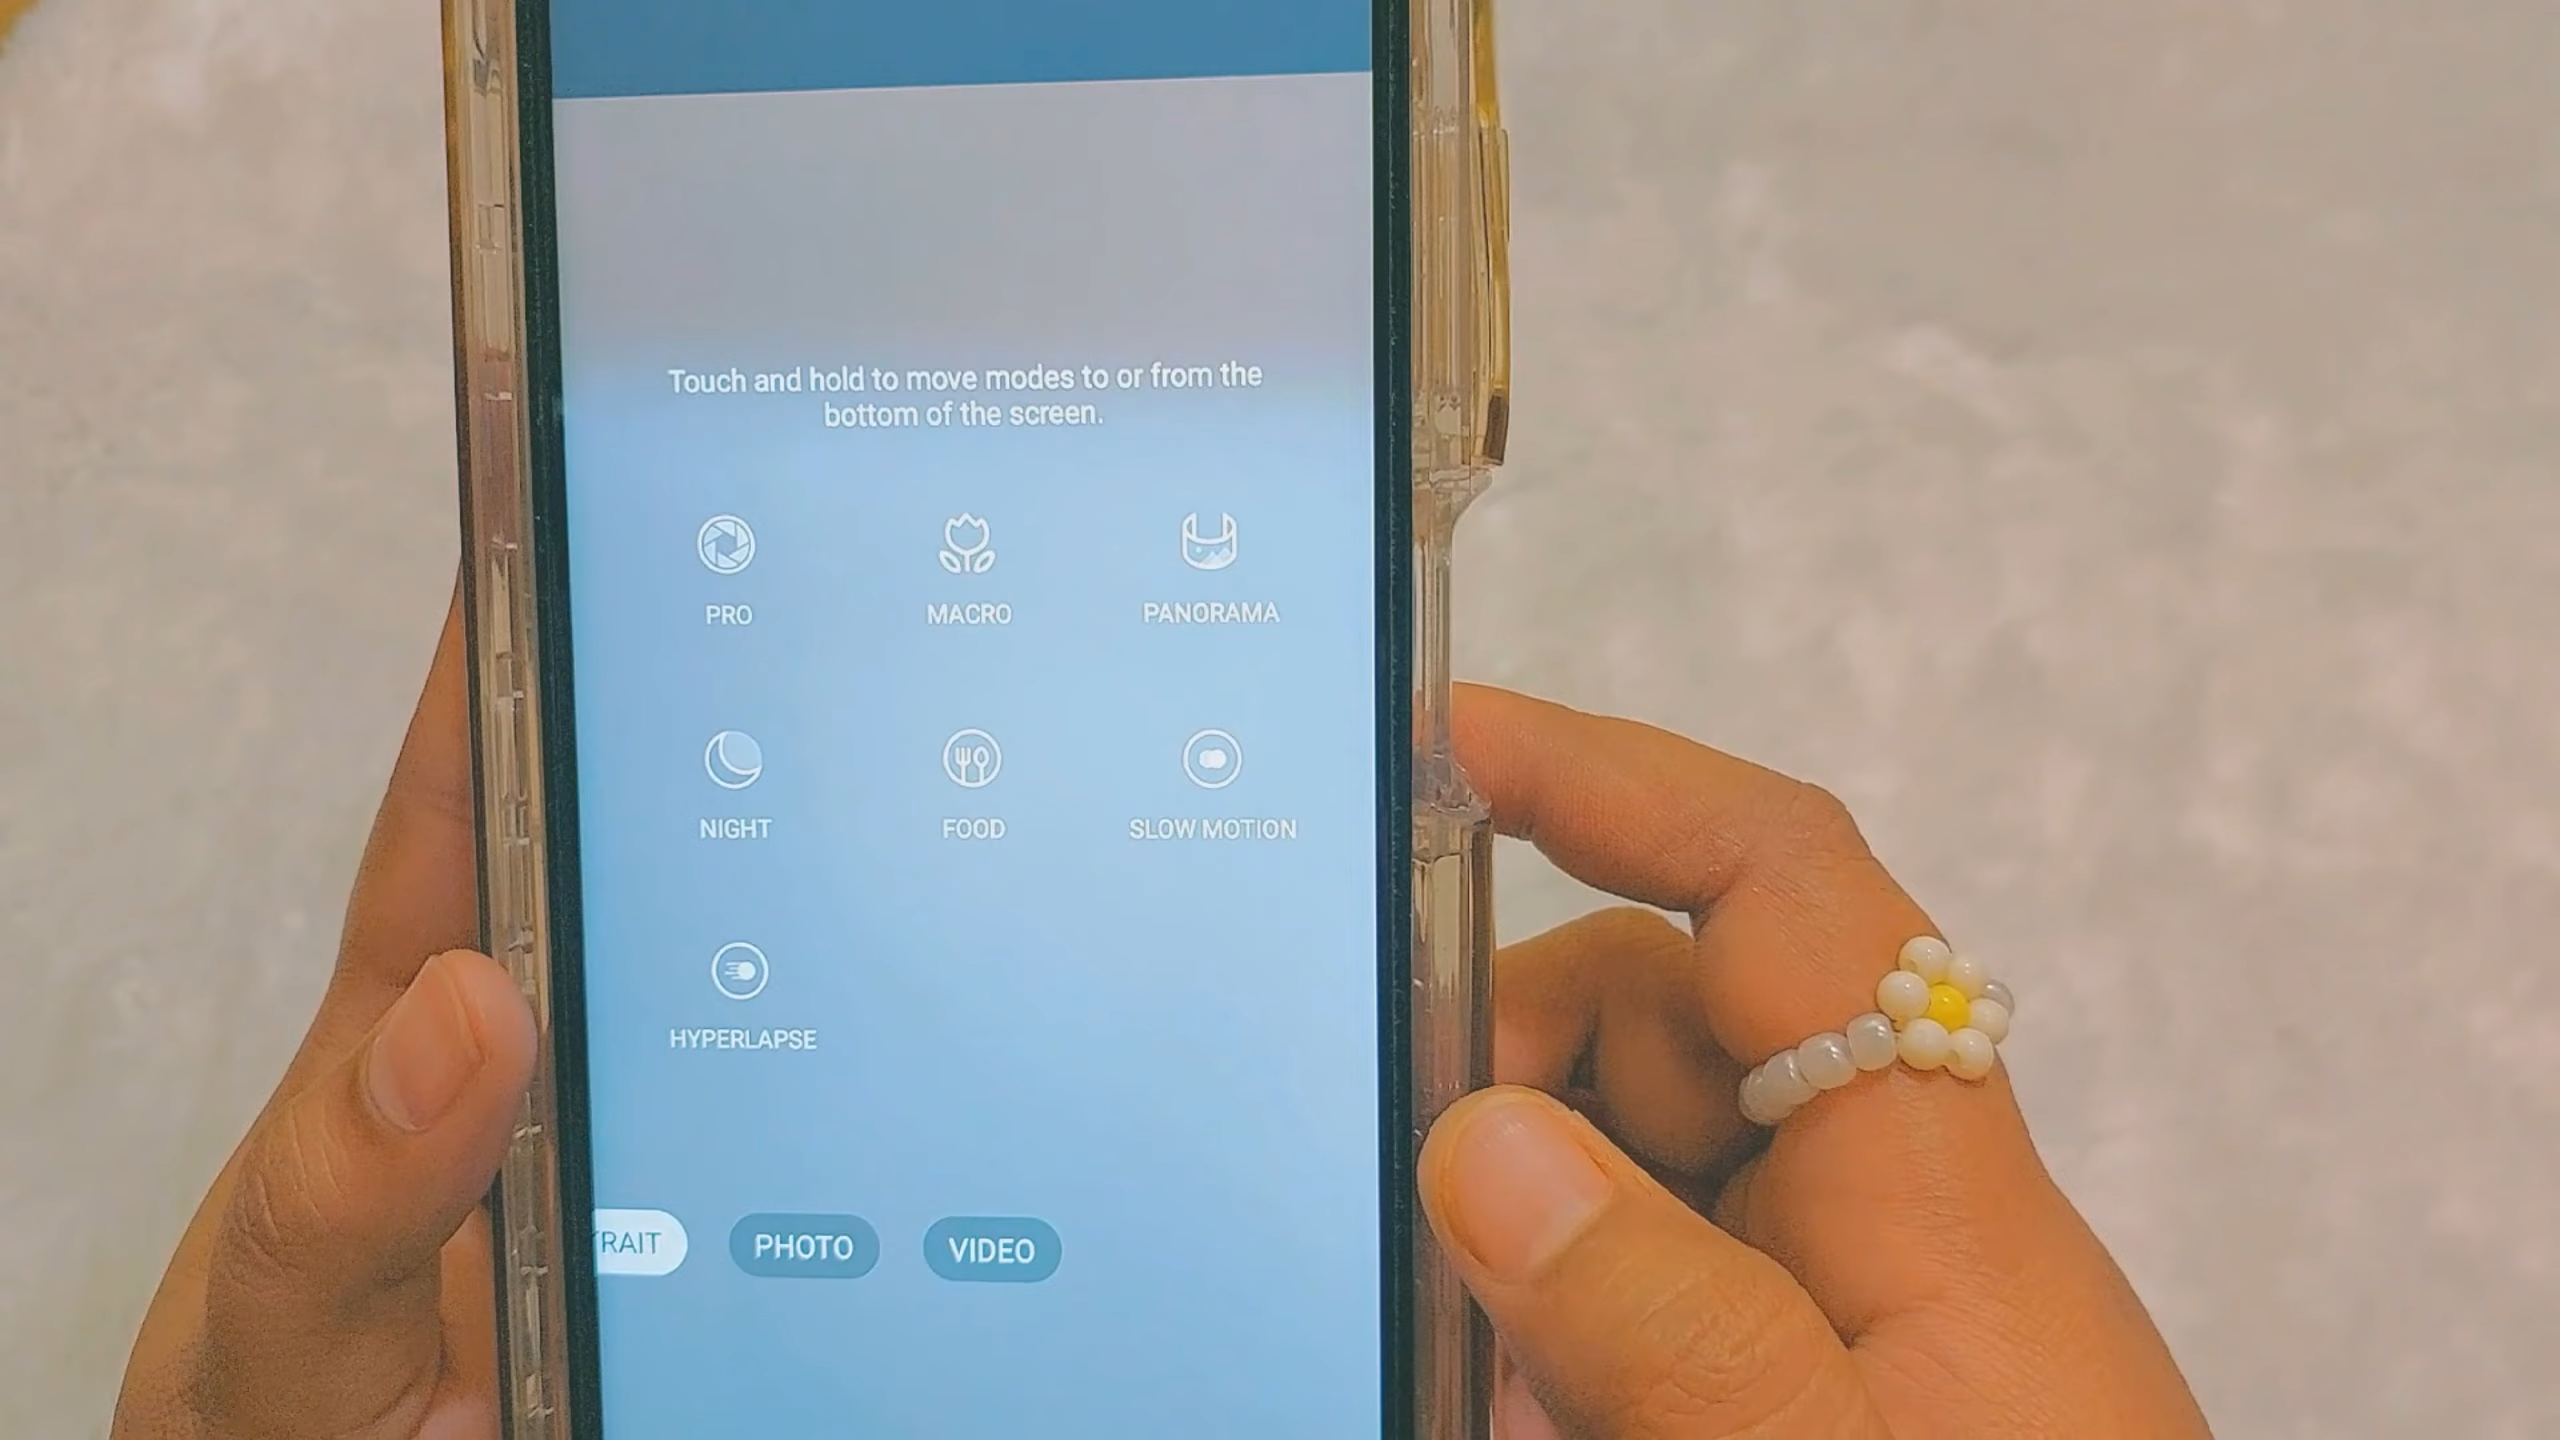 Touch and hold to move modes to or from the
bottom of the screen.
PRO MACRO PANORAMA
NIGHT FOOD SLOW MOTION
HYPERLAPSE
RAIT PHOTO VIDEO